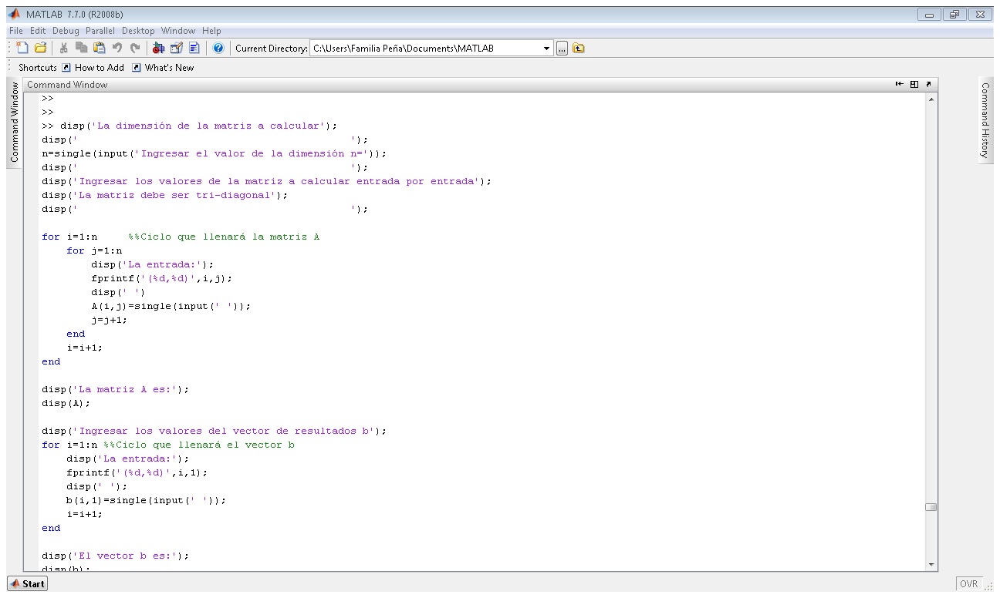 MATLAB 7.7.0 (R2008b)
File Edit Debug Parallel Desktop Window Help
Current Directory: C:\Users\Familia Peña\Documents\MATLAB ...
Shortcuts How to Add What's New
Command Window
Command Window
Command History
>>
>>
>> disp('La dimensión de la matriz a calcular');
disp('                                            ');
n=single(input('Ingresar el valor de la dimensión n='));
disp('                                            ');
disp('Ingresar los valores de la matriz a calcular entrada por entrada');
disp('La matriz debe ser tri-diagonal');
disp('                                            ');
for i=1:n     %%Ciclo que llenará la matriz A
    for j=1:n
        disp('La entrada:');
        fprintf('(%d,%d)',i,j);
        disp(' ')
        A(i,j)=single(input(' '));
        j=j+1;
    end
    i=i+1;
end
disp('La matriz A es:');
disp(A);
disp('Ingresar los valores del vector de resultados b');
for i=1:n %%Ciclo que llenará el vector b
    disp('La entrada:');
    fprintf('(%d,%d)',i,1);
    disp(' ');
    b(i,1)=single(input(' '));
    i=i+1;
end
disp('El vector b es:');
disp(b);
Start
OVR